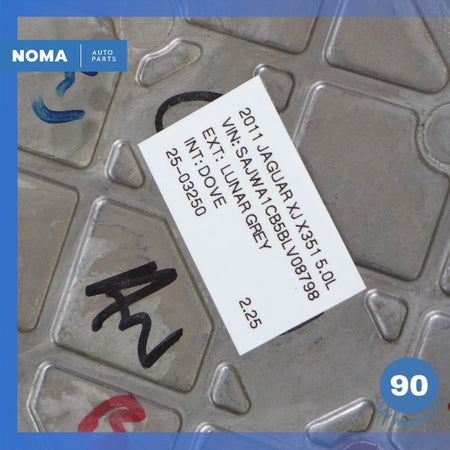 NOMA
AUTO
PARTS
2011 JAGUAR XJ X351 5.0L
VIN: SAJWA1CB5BLV08798
EXT: LUNAR GREY
INT: DOVE
25-03250
2.25
90